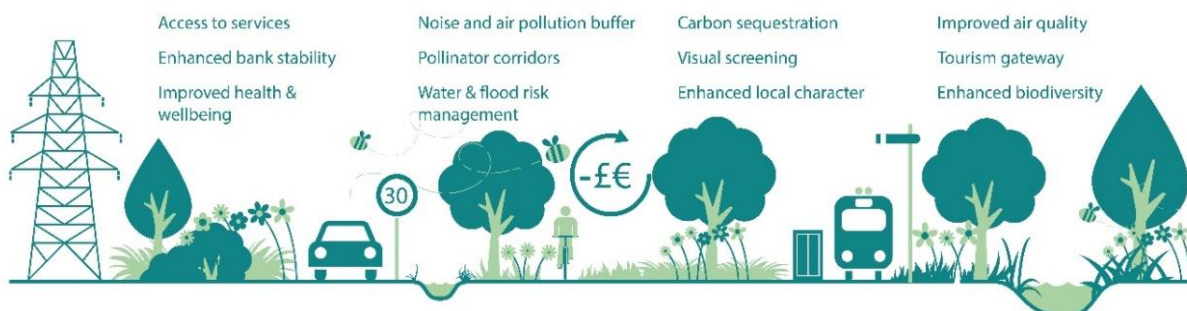 Access to services
Enhanced bank stability
Improved health &
wellbeing
Noise and air pollution buffer
Pollinator corridors
Water & flood risk
management
Carbon sequestration
Visual screening
Enhanced local character
Improved air quality
Tourism gateway
Enhanced biodiversity
30
-£€